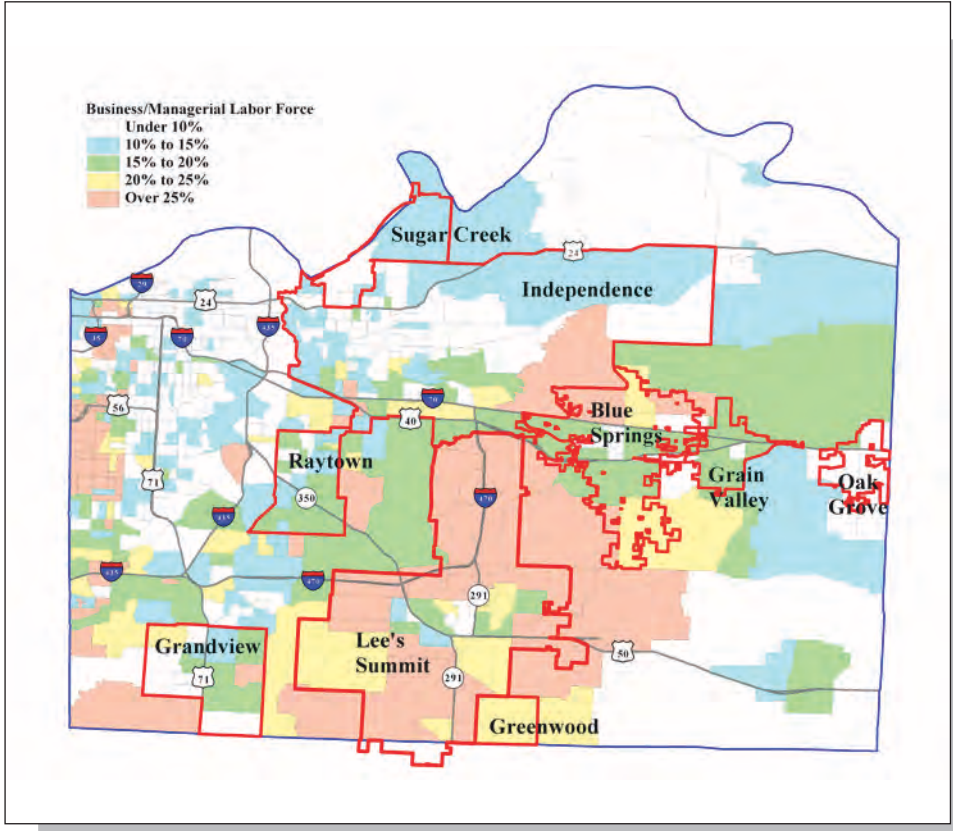 Business/Managerial Labor Force
Under 10%
10% to 15%
15% to 20%
20% to 25%
Over 25%
Sugar Creek
24
Independence
29
24
435
35
70
70
56
40
Blue
Springs
Raytown
71
350
470
Grain
Valley
Oak
Grove
435
435
470
291
Grandview
Lee's
Summit
50
71
291
Greenwood